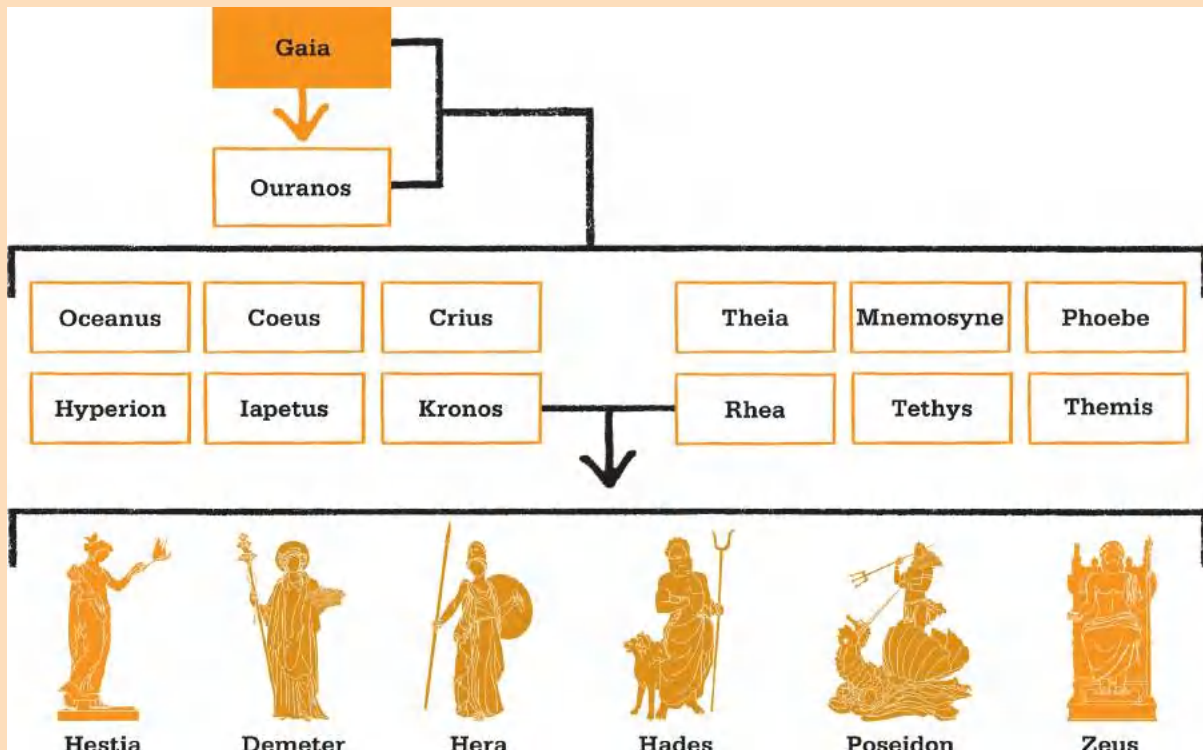 Gaia
Ouranos
Oceanus Coeus Crius Theia Mnemosyne Phoebe
Hyperion Iapetus Kronos Rhea Tethys Themis
Hestia Demeter Hera Hades Poseidon Zeus